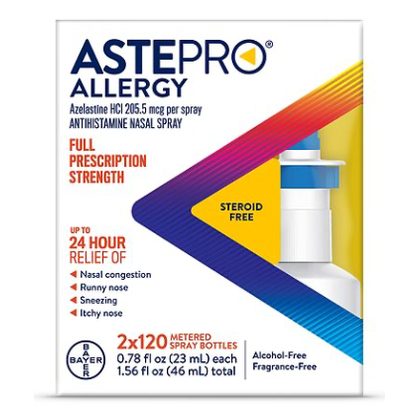 ASTEPRO®
ALLERGY
Azelastine HCl 205.5 mcg per spray
ANTIHISTAMINE NASAL SPRAY
FULL
PRESCRIPTION
STRENGTH
STEROID
FREE
UP TO
24 HOUR
RELIEF OF
• Nasal congestion
• Runny nose
• Sneezing
• Itchy nose
2x120 METERED
SPRAY BOTTLES
0.78 fl oz (23 mL) each
1.56 fl oz (46 mL) total
Alcohol-Free
Fragrance-Free
BAYER
BAYER